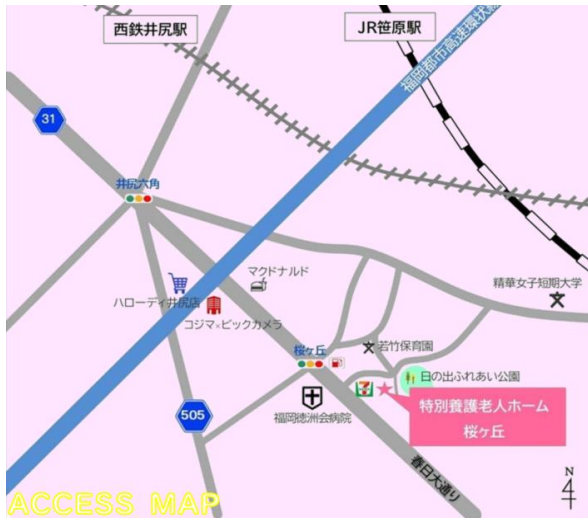 西鉄井尻駅
JR笹原駅
福岡都市高速環状線
31
井尻六角
マクドナルド
ハローデイ井尻店
コジマ×ビックカメラ
精華女子短期大学
桜ヶ丘
若竹保育園
日の出ふれあい公園
7
特別養護老人ホーム
桜ヶ丘
福岡徳洲会病院
505
春日大通り
N
4
ACCESS MAP